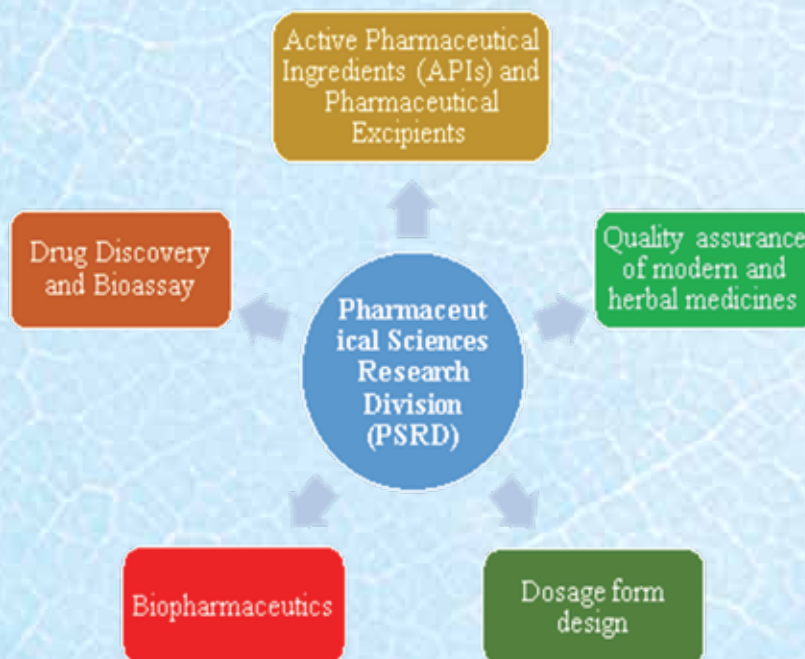 Active Pharmaceutical
Ingredients (APIs) and
Pharmaceutical
Excipients
Drug Discovery
and Bioassay
Quality assurance
of modern and
herbal medicines
Pharmaceut
ical Sciences
Research
Division
(PSRD)
Biopharmaceutics
Dosage form
design